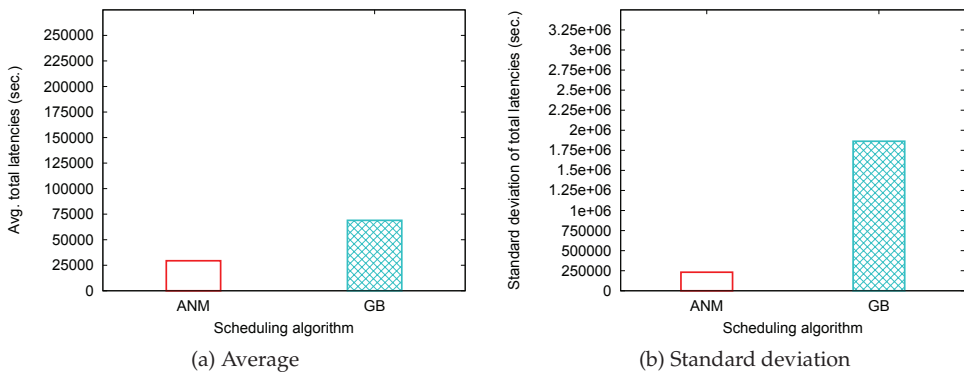 Avg. total latencies (sec.)
250000
225000
200000
175000
150000
125000
100000
75000
50000
25000
0
ANM GB
Scheduling algorithm
(a) Average
Standard deviation of total latencies (sec.)
3.25e+06
3e+06
2.75e+06
2.5e+06
2.25e+06
2e+06
1.75e+06
1.5e+06
1.25e+06
1e+06
750000
500000
250000
0
ANM GB
Scheduling algorithm
(b) Standard deviation